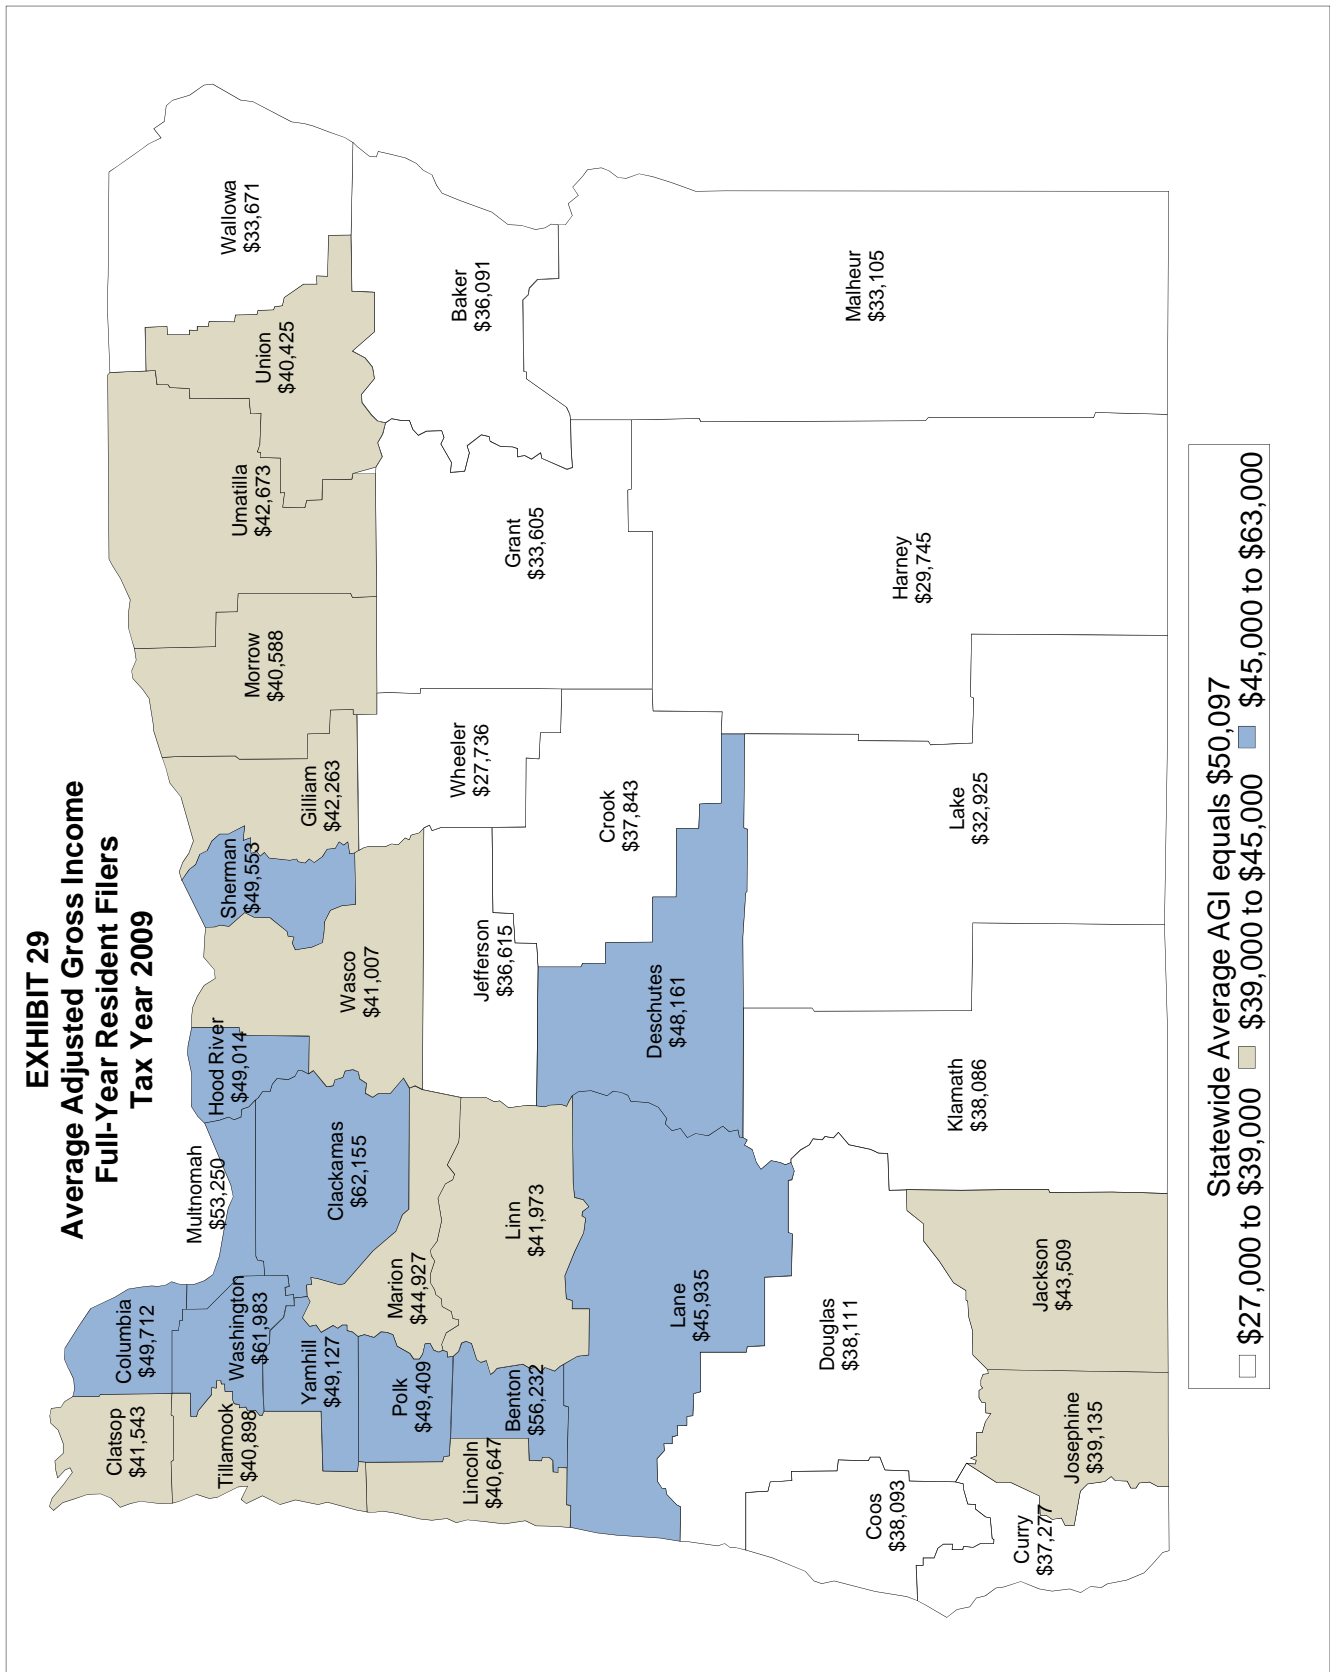 EXHIBIT 29
Average Adjusted Gross Income
Full-Year Resident Filers
Tax Year 2009
Clatsop
$41,543
Columbia
$49,712
Tillamook
$40,898
Washington
$61,983
Multnomah
$53,250
Hood River
$49,014
Sherman
$49,553
Gilliam
$42,263
Morrow
$40,588
Umatilla
$42,673
Union
$40,425
Wallowa
$33,671
Yamhill
$49,127
Clackamas
$62,155
Wasco
$41,007
Polk
$49,409
Marion
$44,927
Lincoln
$40,647
Benton
$56,232
Linn
$41,973
Jefferson
$36,615
Wheeler
$27,736
Grant
$33,605
Baker
$36,091
Lane
$45,935
Deschutes
$48,161
Crook
$37,843
Douglas
$38,111
Coos
$38,093
Klamath
$38,086
Lake
$32,925
Harney
$29,745
Malheur
$33,105
Curry
$37,277
Josephine
$39,135
Jackson
$43,509
Statewide Average AGI equals $50,097
$27,000 to $39,000 $39,000 to $45,000 $45,000 to $63,000